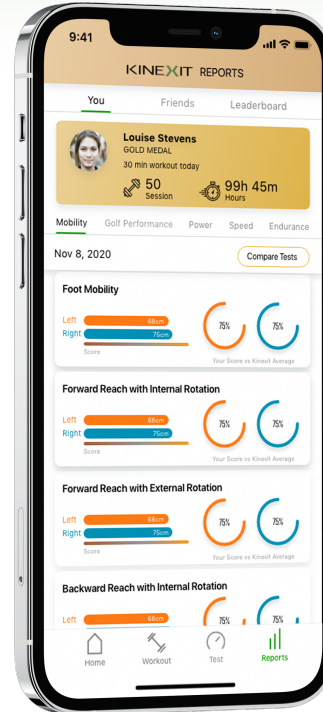 9:41
KINEXIT REPORTS
You Friends Leaderboard
Louise Stevens
GOLD MEDAL
30 min workout today
50 Session
99h 45m Hours
Mobility Golf Performance Power Speed Endurance
Nov 8, 2020 Compare Tests
Foot Mobility
Left 68cm
Right 75cm
Score
75% 75%
Your Score vs Kinexit Average
Forward Reach with Internal Rotation
Left 68cm
Right 75cm
Score
75% 75%
Your Score vs Kinexit Average
Forward Reach with External Rotation
Left 68cm
Right 75cm
Score
75% 75%
Your Score vs Kinexit Average
Backward Reach with Internal Rotation
Left 68cm
75% 75%
Home Workout Test Reports